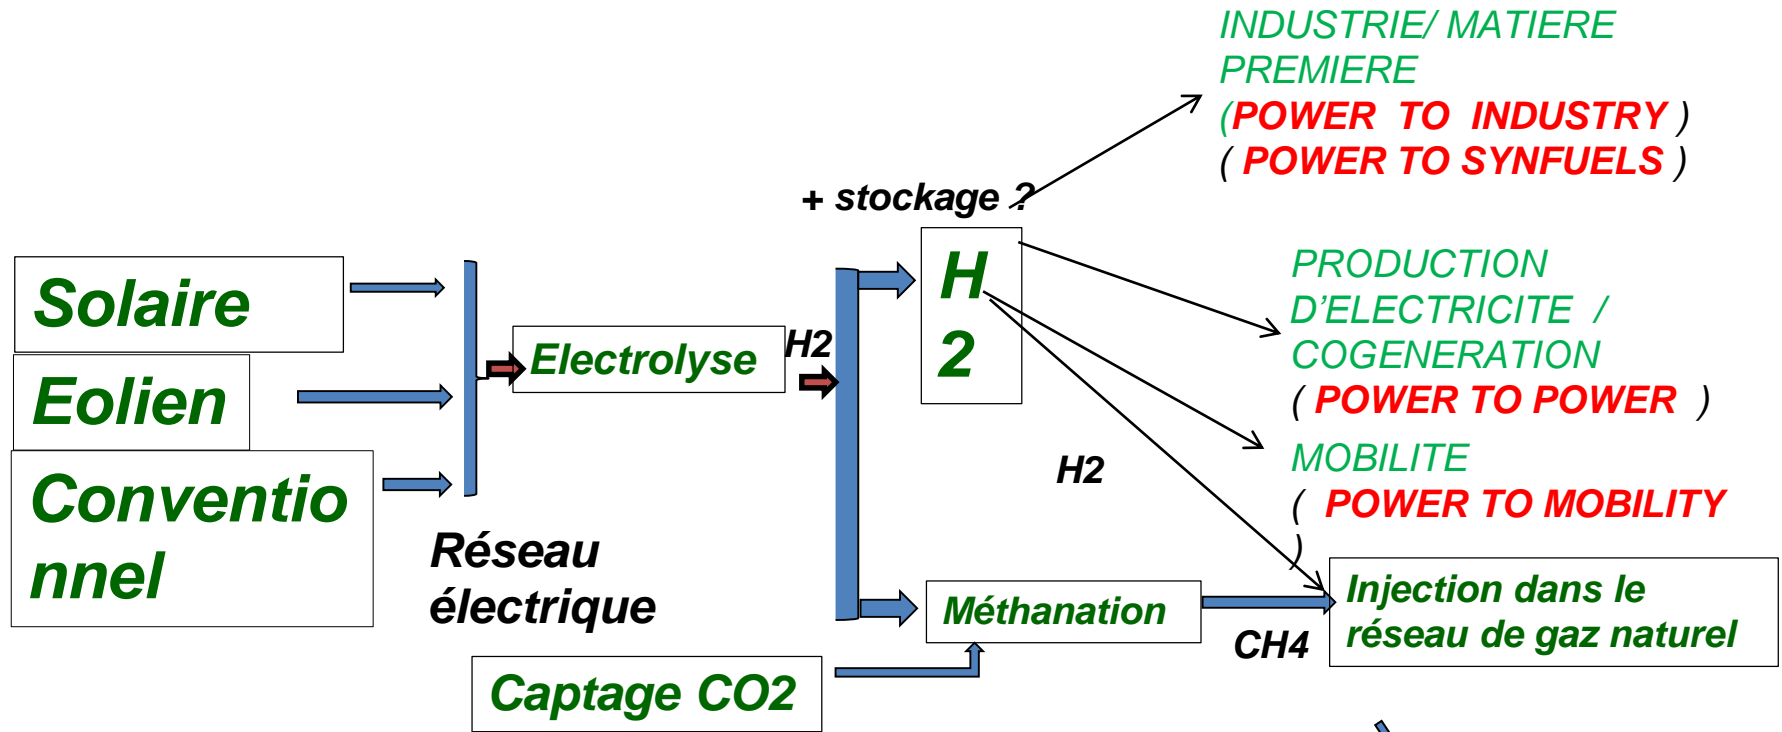 INDUSTRIE/ MATIERE
PREMIERE
(POWER TO INDUSTRY )
( POWER TO SYNFUELS )
+ stockage ?
Solaire
Eolien
Conventio
nnel
Réseau
électrique
Electrolyse
H2
H
2
PRODUCTION
D'ELECTRICITE /
COGENERATION
( POWER TO POWER )
MOBILITE
( POWER TO MOBILITY
)
H2
Méthanation
CH4
Injection dans le
réseau de gaz naturel
Captage CO2